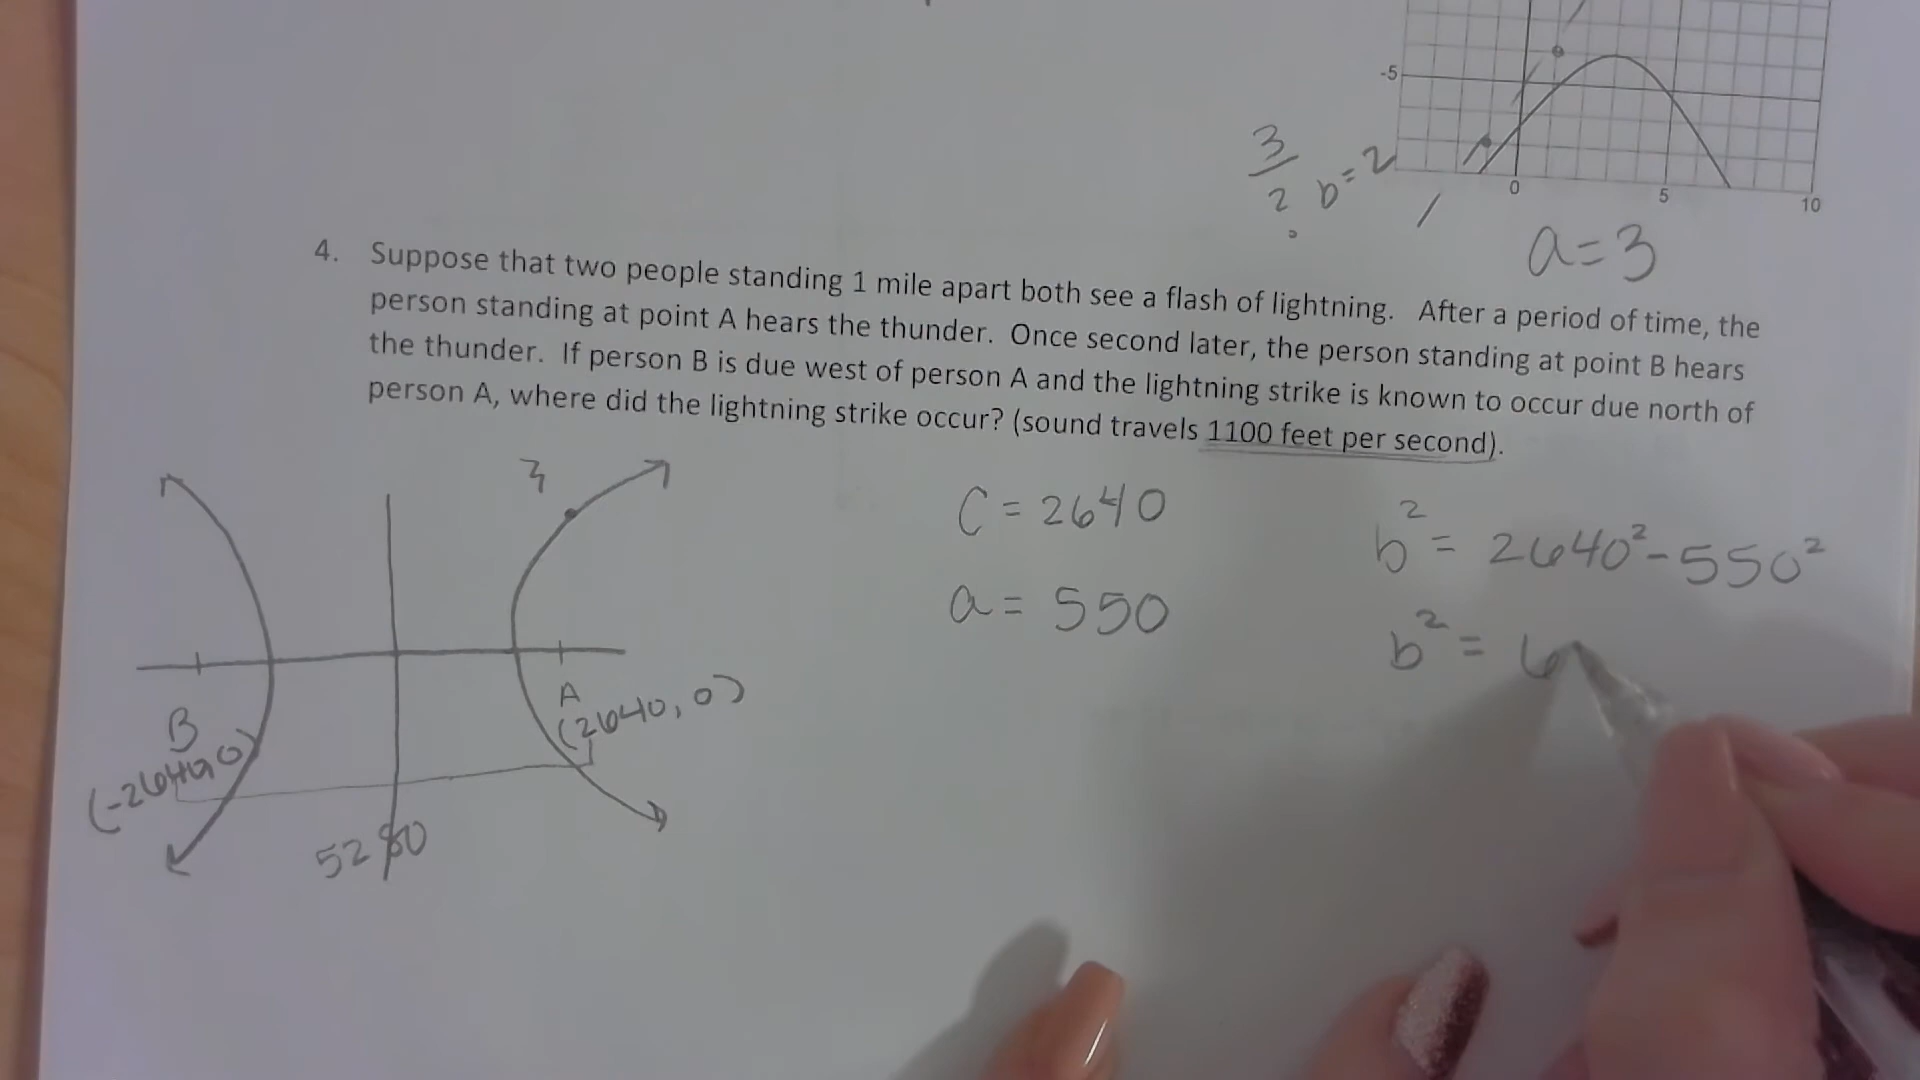 -5
0
5
10
3
2
b=2
a=3
4. Suppose that two people standing 1 mile apart both see a flash of lightning. After a period of time, the
person standing at point A hears the thunder. Once second later, the person standing at point B hears
the thunder. If person B is due west of person A and the lightning strike is known to occur due north of
person A, where did the lightning strike occur? (sound travels 1100 feet per second).
C = 2640
a = 550
b² = 2640²-550²
b² = 6
A
(2640, 0)
B
(-2640,0)
5280